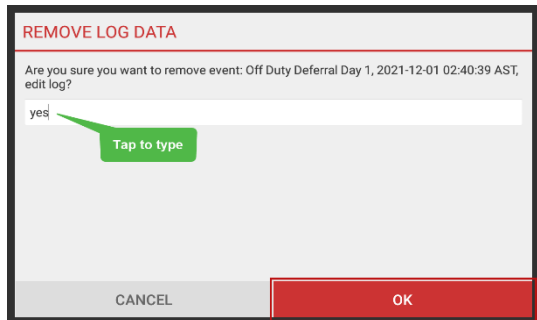 REMOVE LOG DATA
Are you sure you want to remove event: Off Duty Deferral Day 1, 2021-12-01 02:40:39 AST,
edit log?
yes
Tap to type
CANCEL
OK